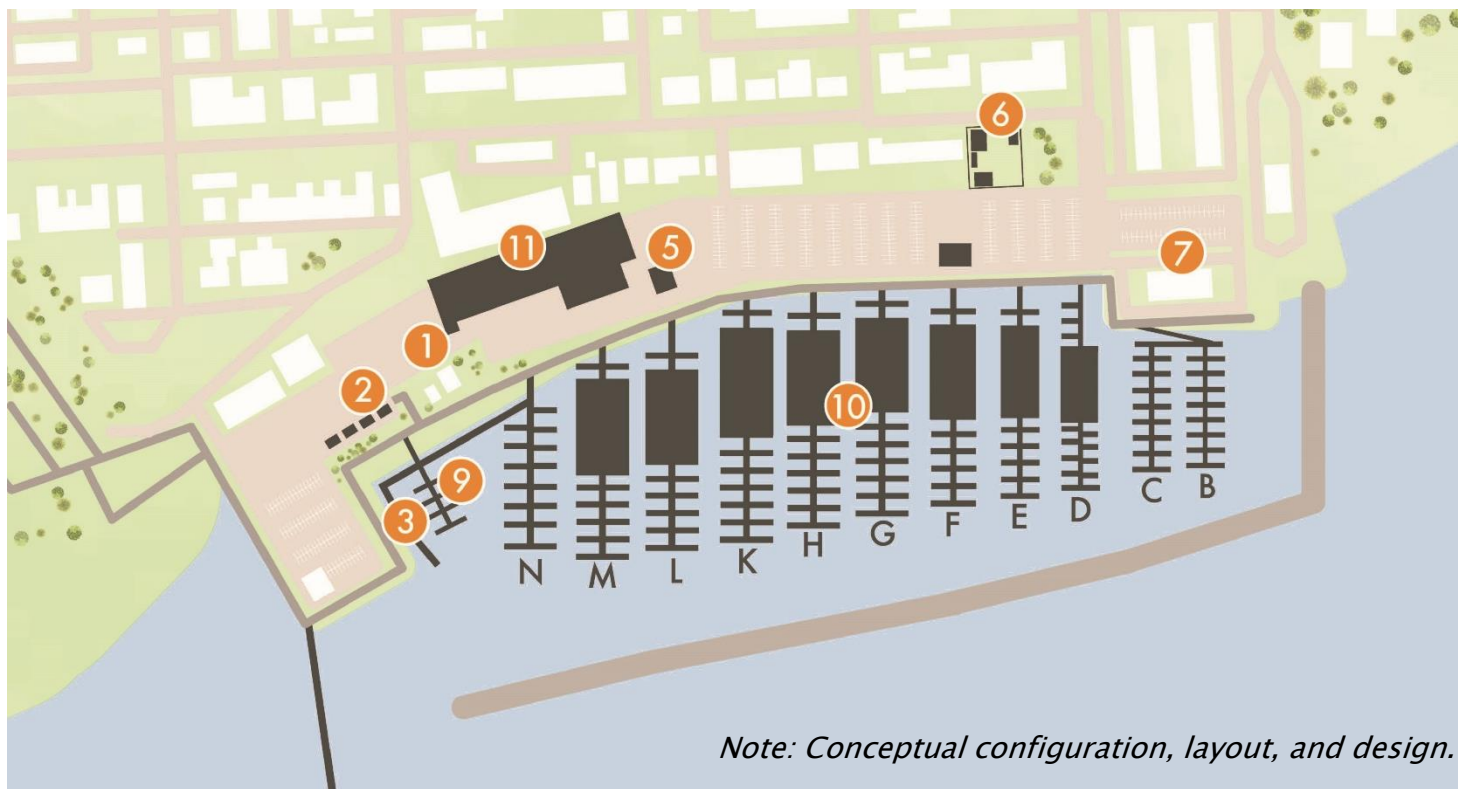 6
11
5
7
1
2
10
9
3
N
M
L
K
H
G
F
E
D
C
B
Note: Conceptual configuration, layout, and design.